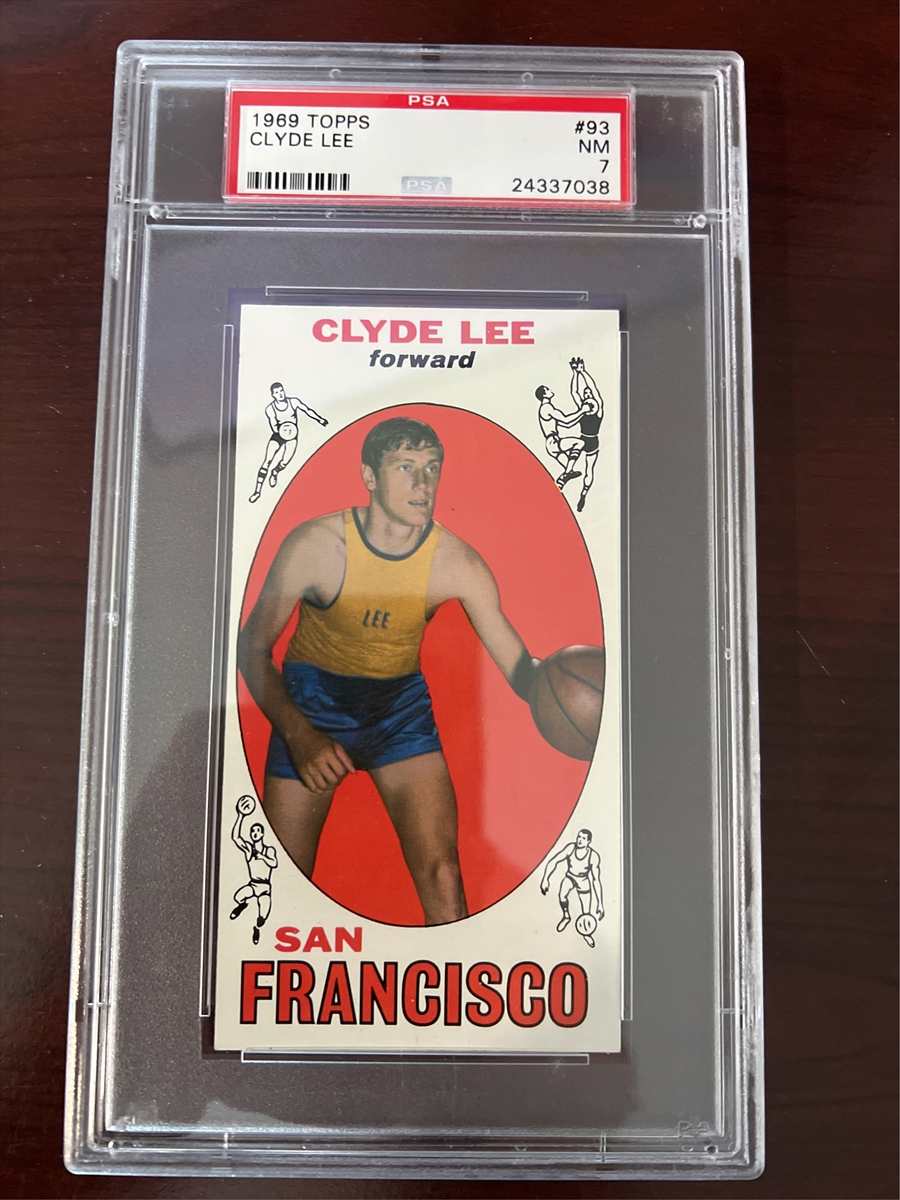 PSA
1969 TOPPS #93
CLYDE LEE NM
7
PSA 24337038
CLYDE LEE
forward
LEE
SAN
FRANCISCO